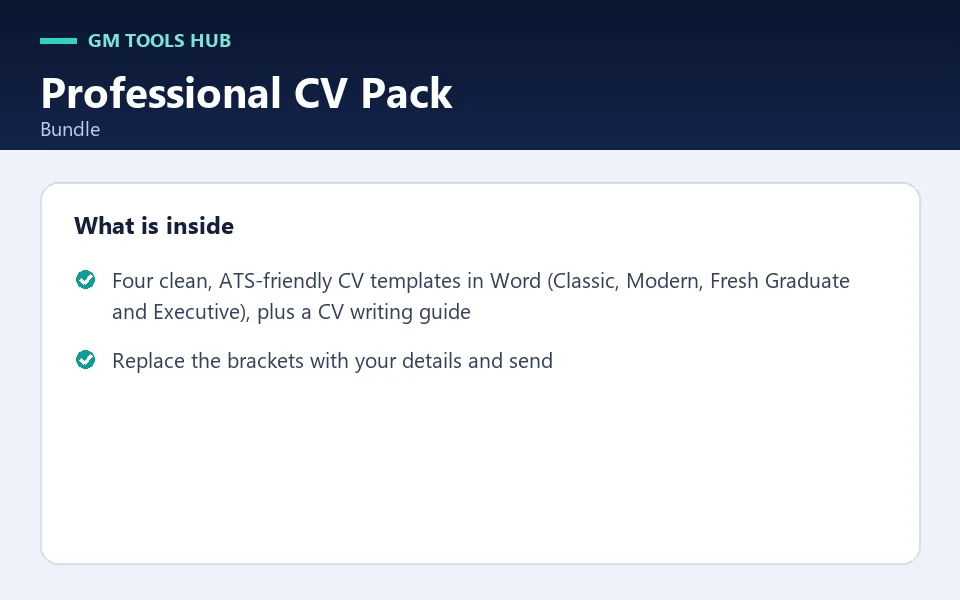 GM TOOLS HUB
Professional CV Pack
Bundle
What is inside
Four clean, ATS-friendly CV templates in Word (Classic, Modern, Fresh Graduate
and Executive), plus a CV writing guide
Replace the brackets with your details and send